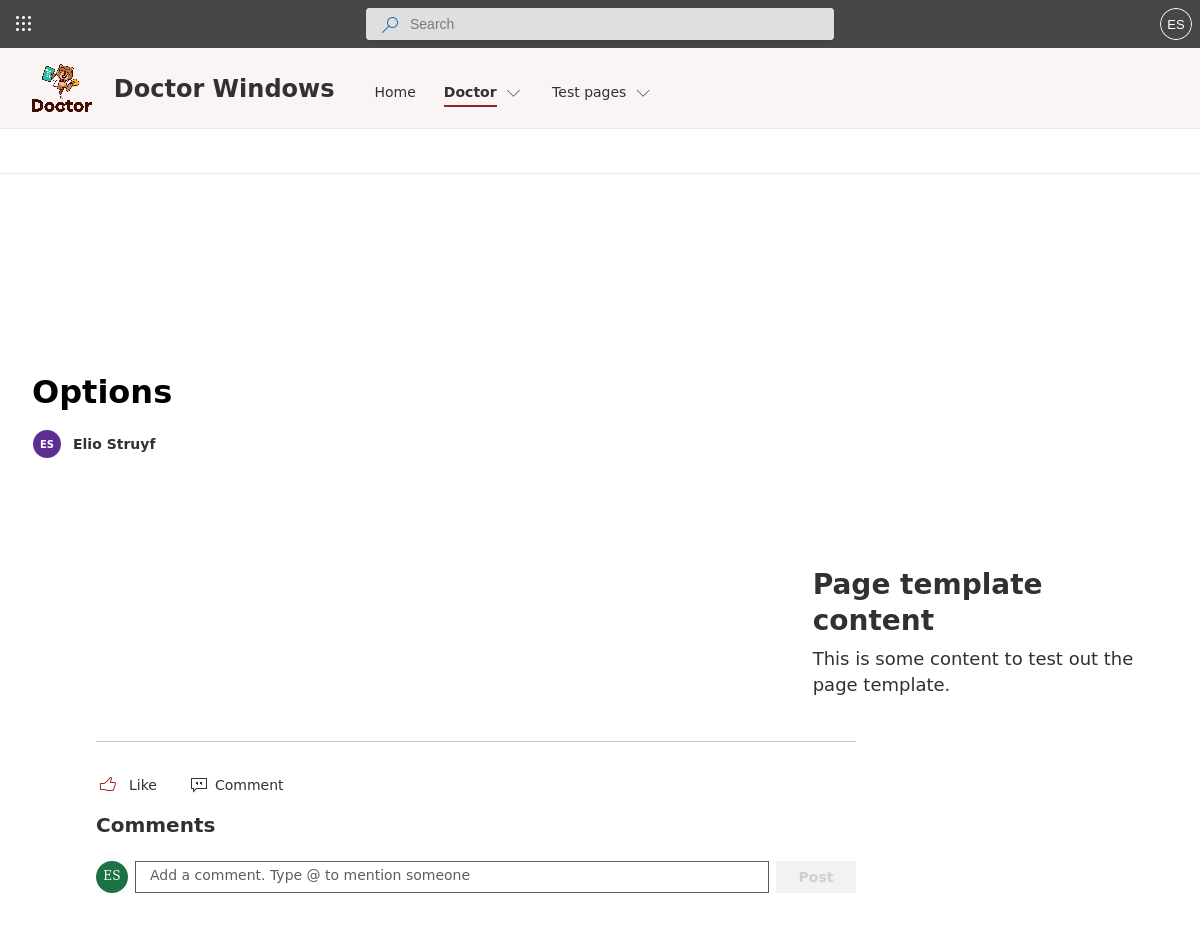 Search
ES
Doctor
Doctor Windows
Home
Doctor
Test pages
Options
ES
Elio Struyf
Page template
content
This is some content to test out the
page template.
Like
Comment
Comments
ES
Add a comment. Type @ to mention someone
Post